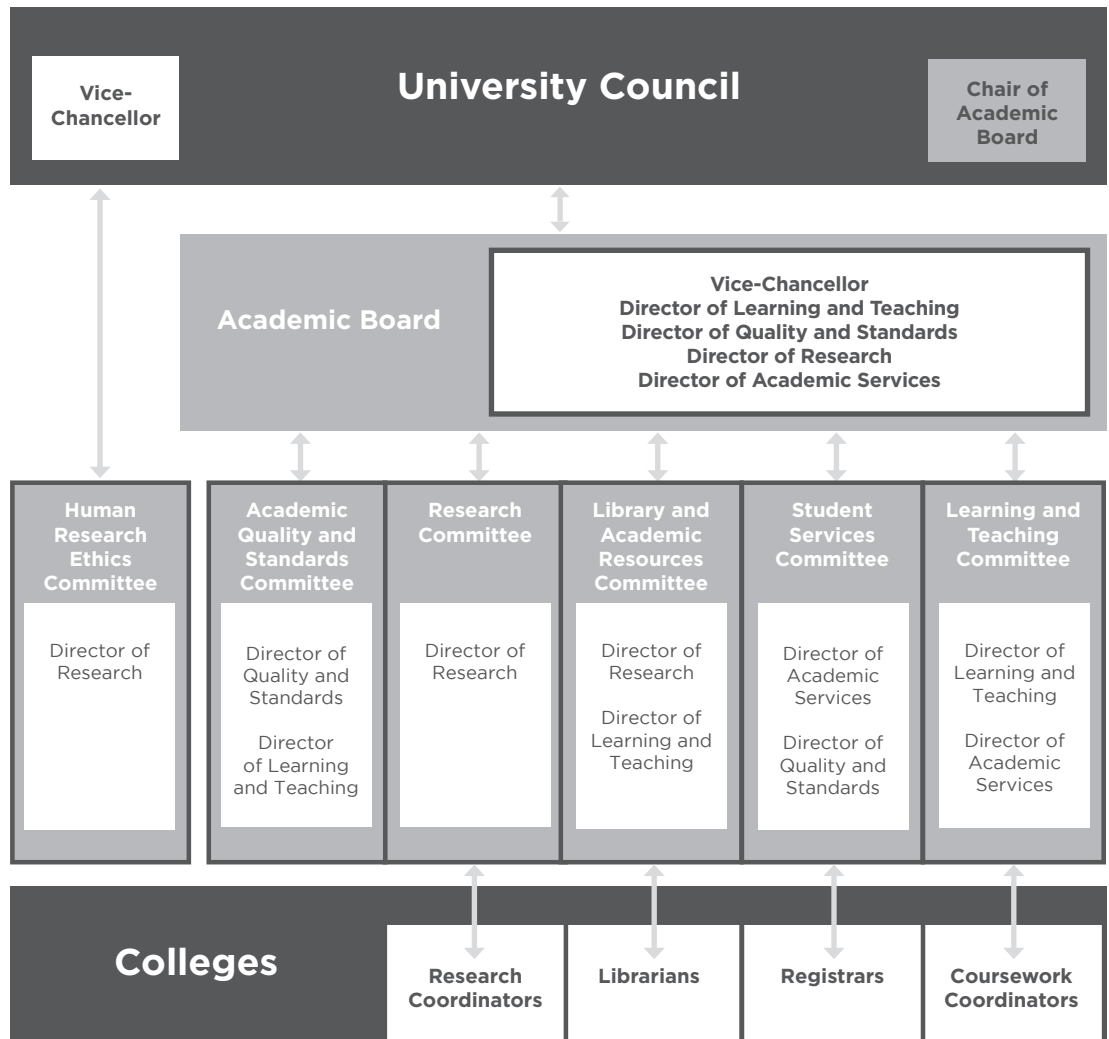 University Council
Vice-
Chancellor
Chair of
Academic
Board
Academic Board
Vice-Chancellor
Director of Learning and Teaching
Director of Quality and Standards
Director of Research
Director of Academic Services
Human
Research
Ethics
Committee
Director of
Research
Academic
Quality and
Standards
Committee
Director of
Quality and
Standards
Director
of Learning
and Teaching
Research
Committee
Director of
Research
Library and
Academic
Resources
Committee
Director of
Research
Director of
Learning and
Teaching
Student
Services
Committee
Director of
Academic
Services
Director of
Quality and
Standards
Learning and
Teaching
Committee
Director of
Learning and
Teaching
Director of
Academic
Services
Colleges
Research
Coordinators
Librarians
Registrars
Coursework
Coordinators